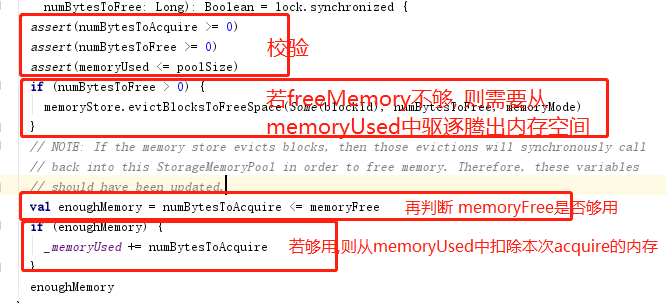 numBytesToFree: Long): Boolean = lock.synchronized {
assert(numBytesToAcquire >= 0)
assert(numBytesToFree >= 0)
assert(memoryUsed <= poolSize)
校验
if (numBytesToFree > 0) {
memoryStore.evictBlocksToFreeSpace(Some(blockId), numBytesToFree, memoryMode)
若freeMemory不够, 则需要从
memoryUsed中驱逐腾出内存空间
}
// NOTE: If the memory store evicts blocks, then those evictions will synchronously call
// back into this StorageMemoryPool in order to free memory. Therefore, these variables
// should have been updated.
val enoughMemory = numBytesToAcquire <= memoryFree 再判断 memoryFree是否够用
if (enoughMemory) {
_memoryUsed += numBytesToAcquire 若够用,则从memoryUsed中扣除本次acquire的内存
}
enoughMemory